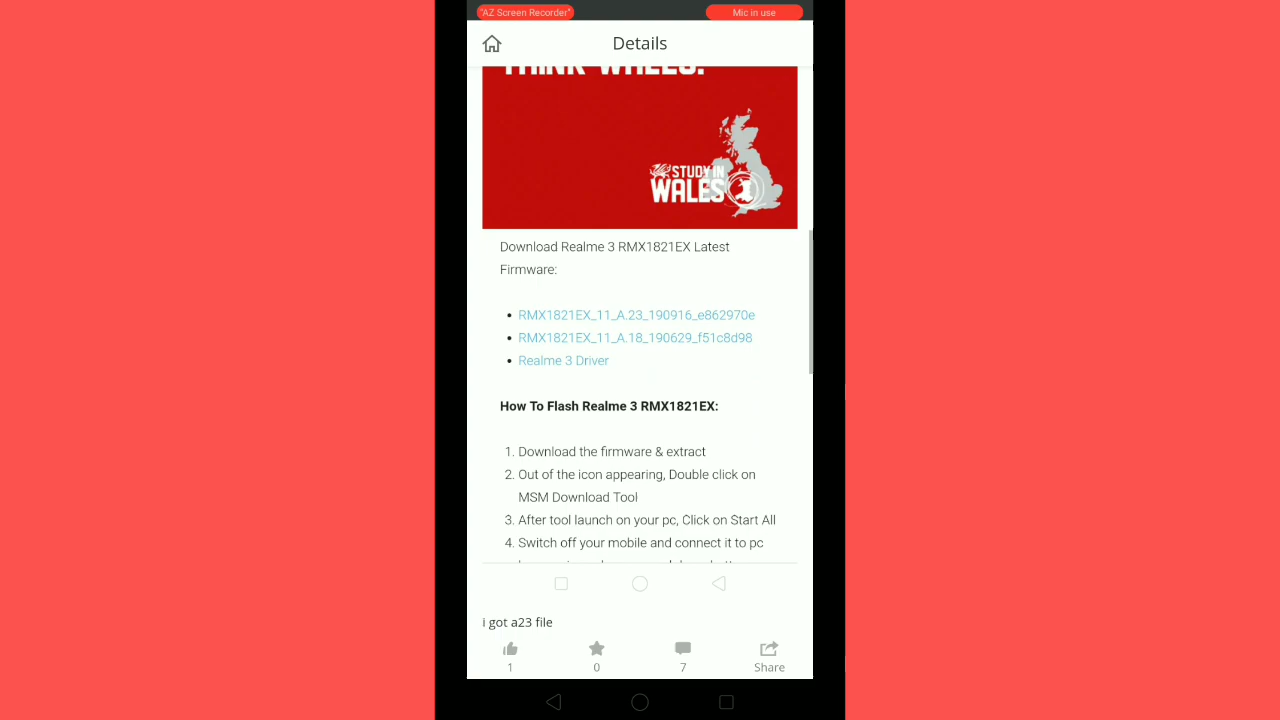 "AZ Screen Recorder"
Mic in use
Details
THINK WALES.
STUDY IN
WALES
Download Realme 3 RMX1821EX Latest
Firmware:
• RMX1821EX_11_A.23_190916_e862970e
• RMX1821EX_11_A.18_190629_f51c8d98
• Realme 3 Driver
How To Flash Realme 3 RMX1821EX:
1. Download the firmware & extract
2. Out of the icon appearing, Double click on
MSM Download Tool
3. After tool launch on your pc, Click on Start All
4. Switch off your mobile and connect it to pc
i got a23 file
1
0
7
Share